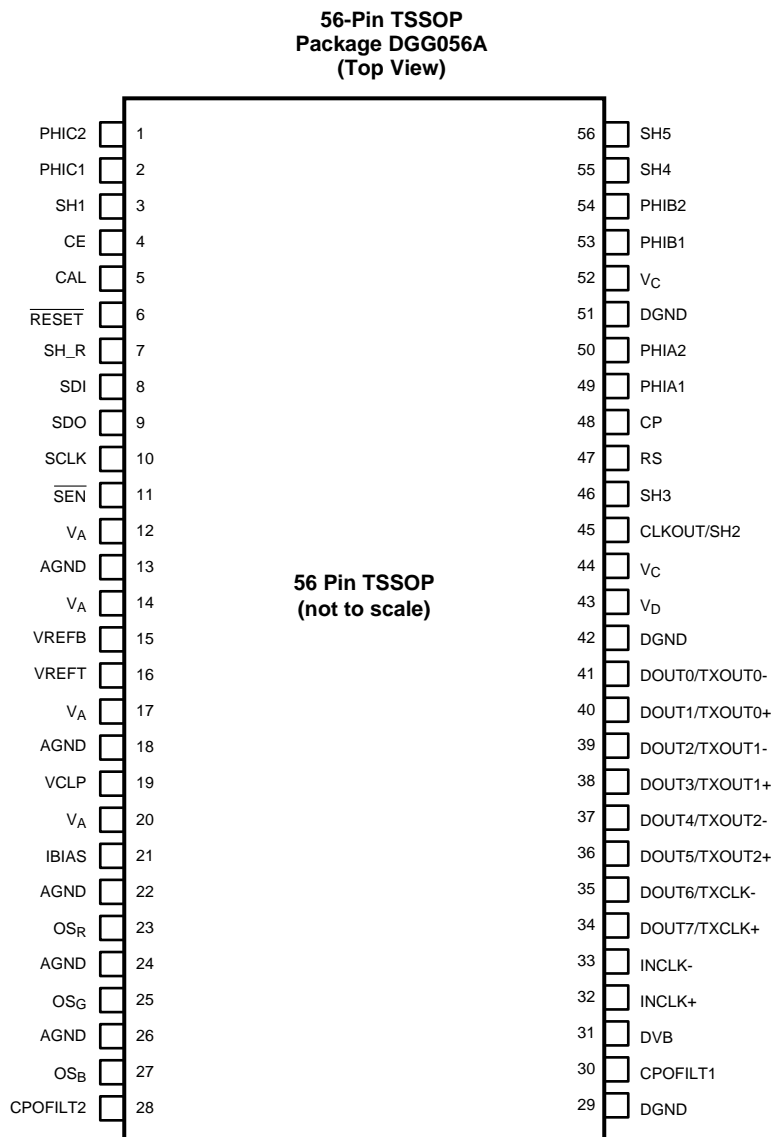 56-Pin TSSOP
Package DGG056A
(Top View)
PHIC2 1 56 SH5
PHIC1 2 55 SH4
SH1 3 54 PHIB2
CE 4 53 PHIB1
CAL 5 52 VC
RESET 6 51 DGND
SH_R 7 50 PHIA2
SDI 8 49 PHIA1
SDO 9 48 CP
SCLK 10 47 RS
SEN 11 46 SH3
VA 12 45 CLKOUT/SH2
AGND 13 44 VC
56 Pin TSSOP
(not to scale)
VA 14 43 VD
VREFB 15 42 DGND
VREFT 16 41 DOUT0/TXOUT0-
VA 17 40 DOUT1/TXOUT0+
AGND 18 39 DOUT2/TXOUT1-
VCLP 19 38 DOUT3/TXOUT1+
VA 20 37 DOUT4/TXOUT2-
IBIAS 21 36 DOUT5/TXOUT2+
AGND 22 35 DOUT6/TXCLK-
OSR 23 34 DOUT7/TXCLK+
AGND 24 33 INCLK-
OSG 25 32 INCLK+
AGND 26 31 DVB
OSB 27 30 CPOFILT1
CPOFILT2 28 29 DGND